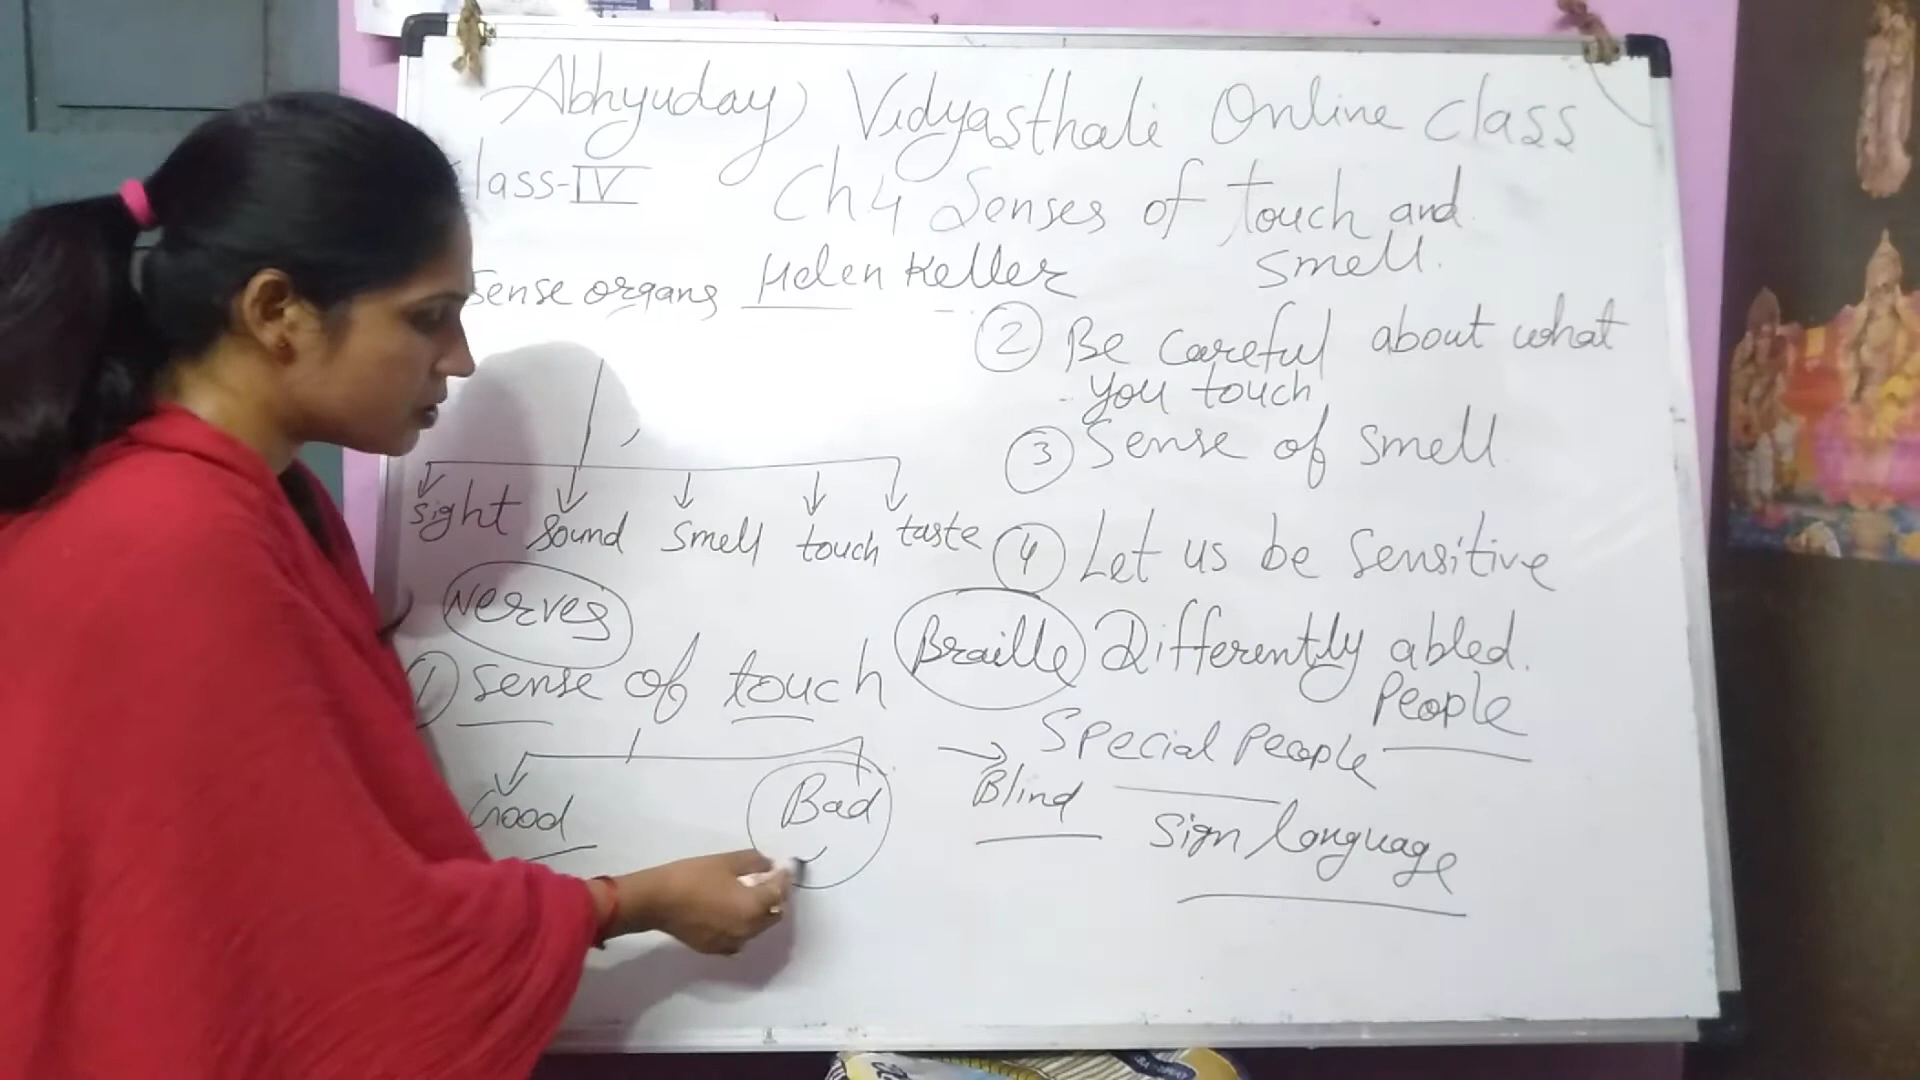 Abhyuday Vidyasthali Online Class
lass-IV
Ch 4 Senses of touch and
smell.
Sense organs Helen Keller
sight sound smell touch taste
Nerves
1 Sense of touch
Good Bad
2 Be careful about what
you touch
3 Sense of smell
4 Let us be sensitive
Braille Differently abled.
People
Special People
Blind
Sign language